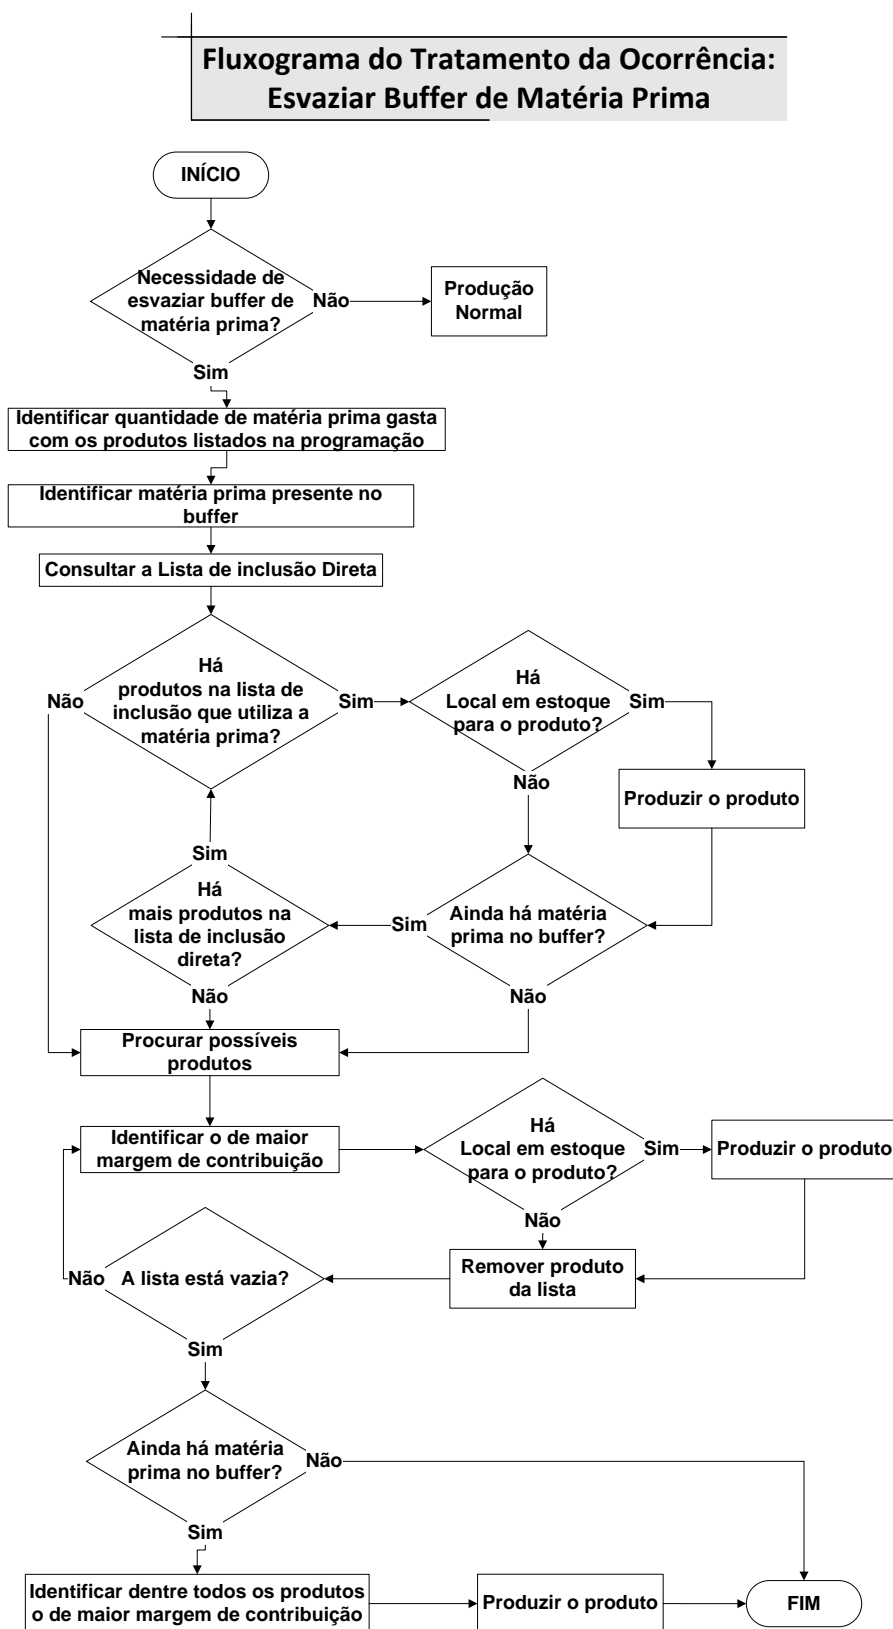 Fluxograma do Tratamento da Ocorrência:
Esvaziar Buffer de Matéria Prima
INÍCIO
Necessidade de
esvaziar buffer de
matéria prima?
Não
Produção
Normal
Sim
Identificar quantidade de matéria prima gasta
com os produtos listados na programação
Identificar matéria prima presente no
buffer
Consultar a Lista de inclusão Direta
Há
produtos na lista de
inclusão que utiliza a
matéria prima?
Não
Sim
Há
Local em estoque
para o produto?
Sim
Não
Produzir o produto
Sim
Há
mais produtos na
lista de inclusão
direta?
Sim
Ainda há matéria
prima no buffer?
Não
Não
Procurar possíveis
produtos
Identificar o de maior
margem de contribuição
Há
Local em estoque
para o produto?
Sim
Produzir o produto
Não
Remover produto
da lista
Não
A lista está vazia?
Sim
Ainda há matéria
prima no buffer?
Não
Sim
Identificar dentre todos os produtos
o de maior margem de contribuição
Produzir o produto
FIM